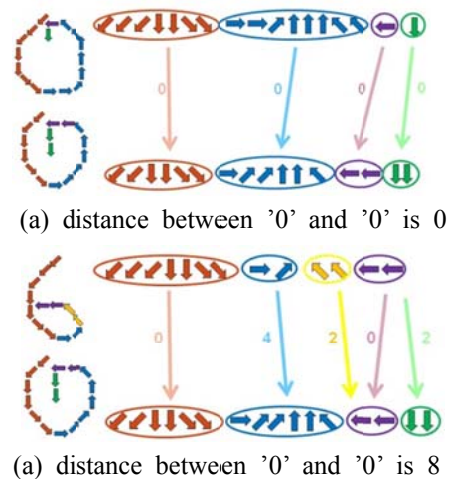 0 0 0 0
(a) distance between '0' and '0' is 0
0 4 2 0 2
(a) distance between '0' and '0' is 8